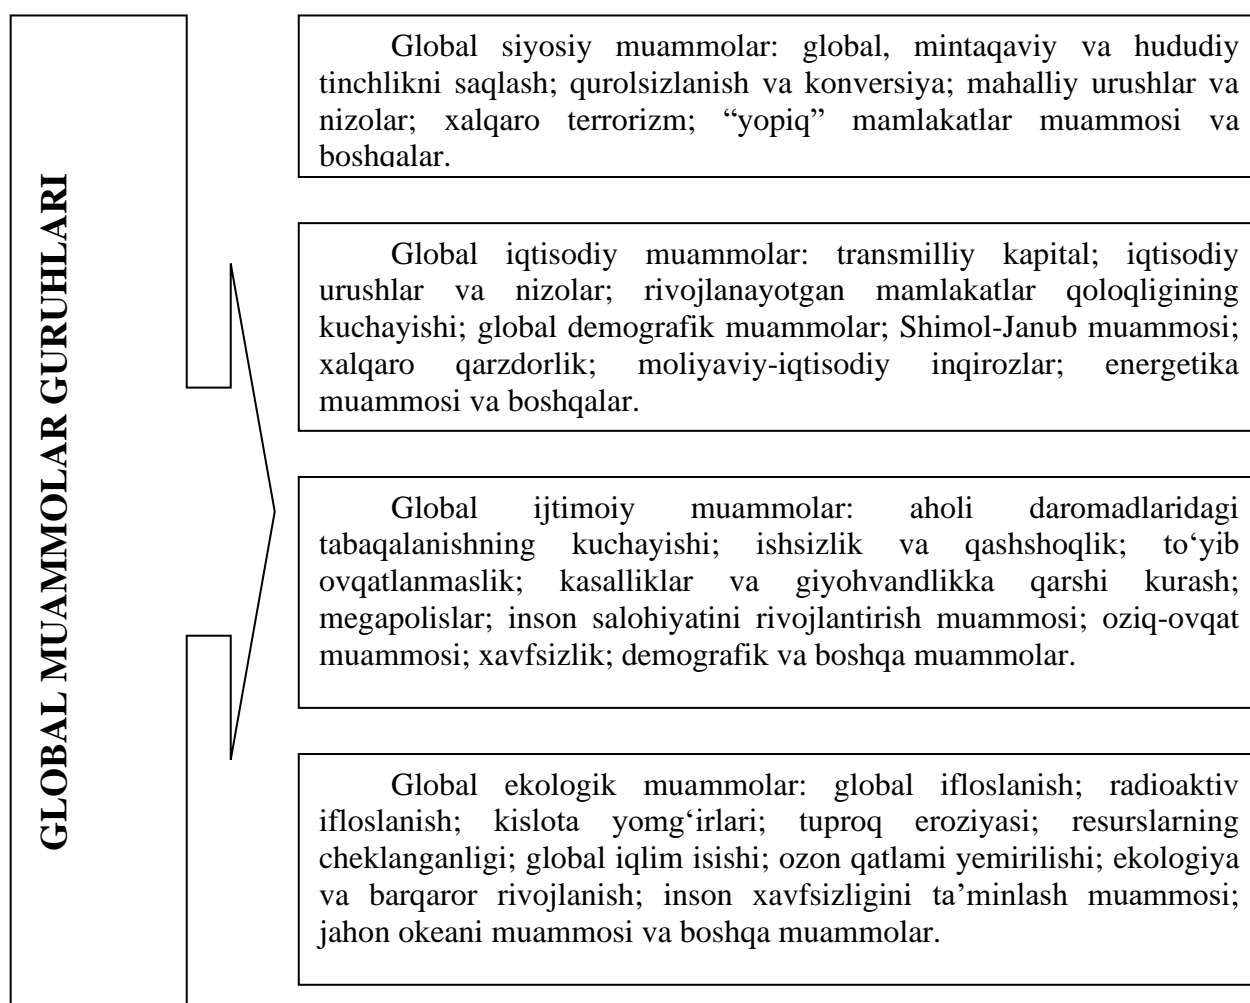 GLOBAL MUAMMOLAR GURUHLARI
Global siyosiy muammolar: global, mintaqaviy va hududiy
tinchlikni saqlash; qurolsizlanish va konversiya; mahalliy urushlar va
nizolar; xalqaro terrorizm; “yopiq” mamlakatlar muammosi va
boshqalar.
Global iqtisodiy muammolar: transmilliy kapital; iqtisodiy
urushlar va nizolar; rivojlanayotgan mamlakatlar qoloqligining
kuchayishi; global demografik muammolar; Shimol-Janub muammosi;
xalqaro qarzdorlik; moliyaviy-iqtisodiy inqirozlar; energetika
muammosi va boshqalar.
Global ijtimoiy muammolar: aholi daromadlaridagi
tabaqalanishning kuchayishi; ishsizlik va qashshoqlik; to‘yib
ovqatlanmaslik; kasalliklar va giyohvandlikka qarshi kurash;
megapolislar; inson salohiyatini rivojlantirish muammosi; oziq-ovqat
muammosi; xavfsizlik; demografik va boshqa muammolar.
Global ekologik muammolar: global ifloslanish; radioaktiv
ifloslanish; kislota yomg‘irlari; tuproq eroziyasi; resurslarning
cheklanganligi; global iqlim isishi; ozon qatlami yemirilishi; ekologiya
va barqaror rivojlanish; inson xavfsizligini ta’minlash muammosi;
jahon okeani muammosi va boshqa muammolar.